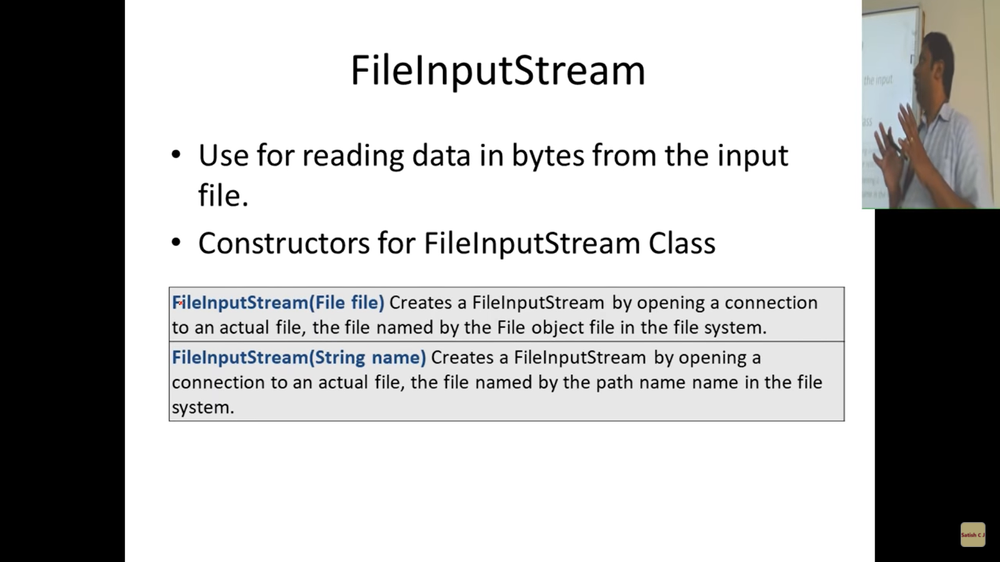 FileInputStream
• Use for reading data in bytes from the input
file.
• Constructors for FileInputStream Class
FileInputStream(File file) Creates a FileInputStream by opening a connection
to an actual file, the file named by the File object file in the file system.
FileInputStream(String name) Creates a FileInputStream by opening a
connection to an actual file, the file named by the path name name in the file
system.
the input
Satish C J